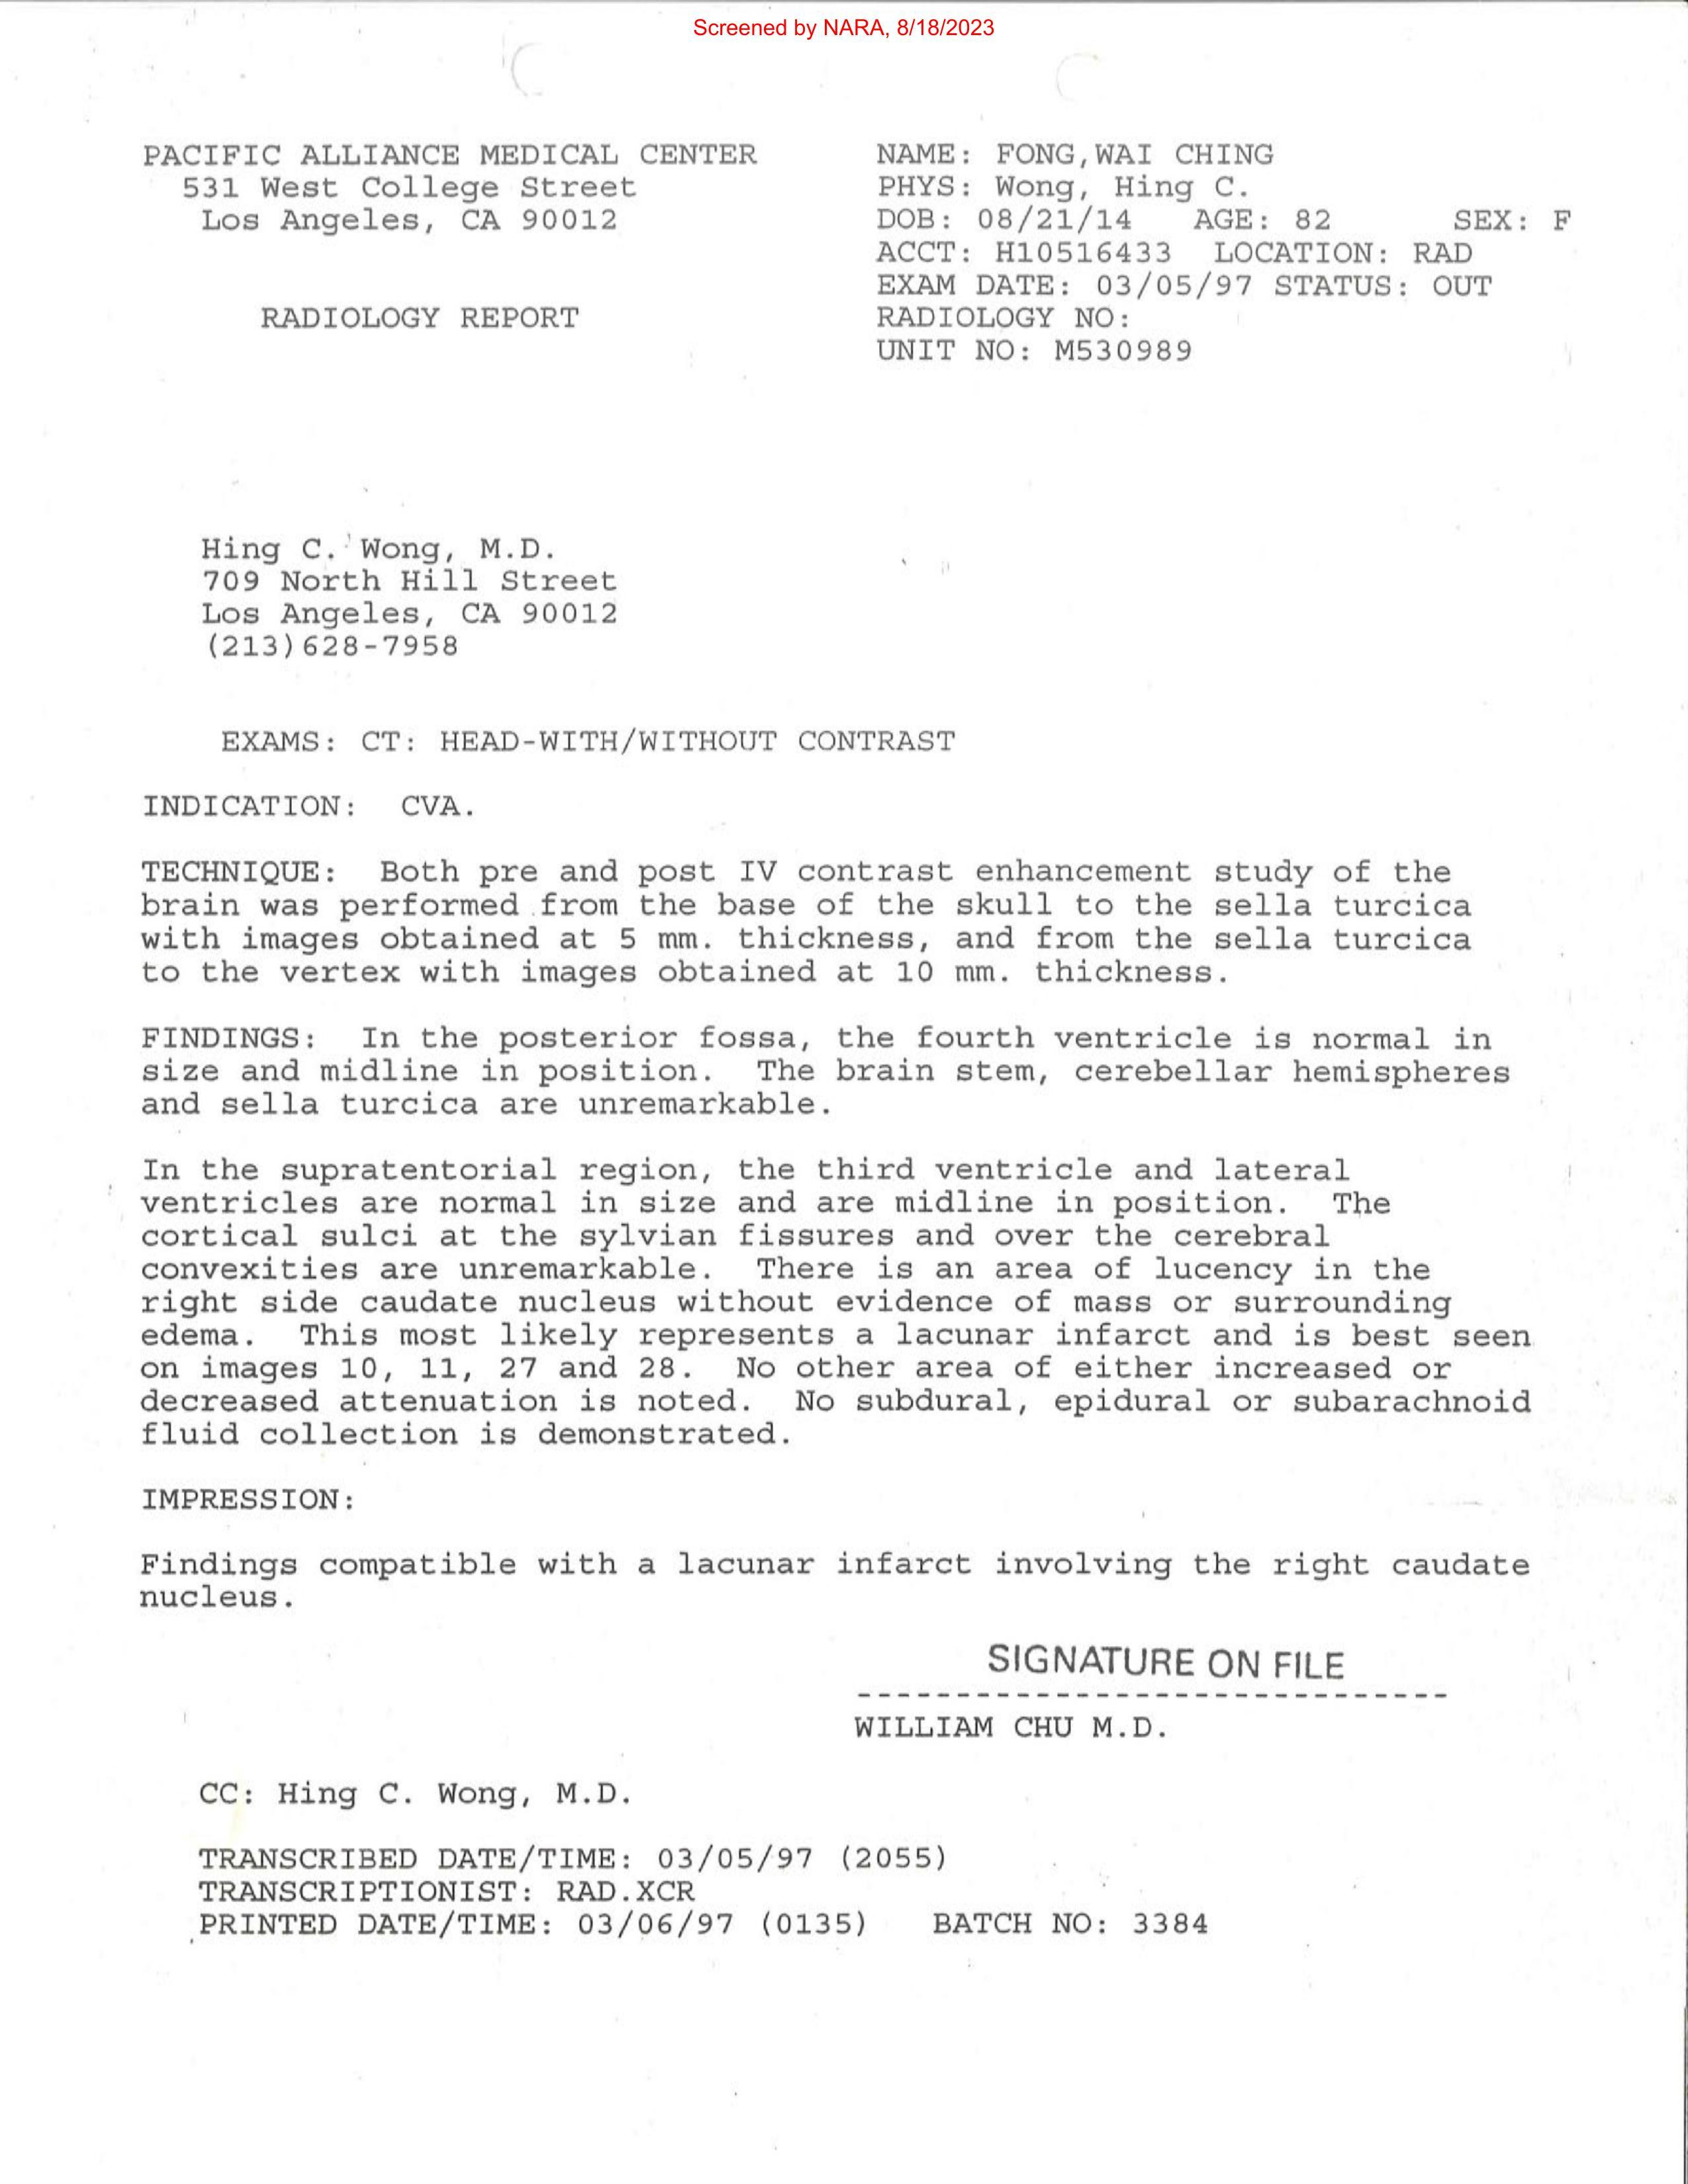 Screened by NARA, 8/18/2023
PACIFIC ALLIANCE MEDICAL CENTER
531 West College Street
Los Angeles, CA 90012
RADIOLOGY REPORT
NAME: FONG,WAI CHING
PHYS: Wong, Hing C.
DOB: 08/21/14 AGE: 82 SEX: F
ACCT: H10516433 LOCATION: RAD
EXAM DATE: 03/05/97 STATUS: OUT
RADIOLOGY NO:
UNIT NO: M530989
Hing C. Wong, M.D.
709 North Hill Street
Los Angeles, CA 90012
(213)628-7958
EXAMS: CT: HEAD-WITH/WITHOUT CONTRAST
INDICATION: CVA.
TECHNIQUE: Both pre and post IV contrast enhancement study of the
brain was performed from the base of the skull to the sella turcica
with images obtained at 5 mm. thickness, and from the sella turcica
to the vertex with images obtained at 10 mm. thickness.
FINDINGS: In the posterior fossa, the fourth ventricle is normal in
size and midline in position. The brain stem, cerebellar hemispheres
and sella turcica are unremarkable.
In the supratentorial region, the third ventricle and lateral
ventricles are normal in size and are midline in position. The
cortical sulci at the sylvian fissures and over the cerebral
convexities are unremarkable. There is an area of lucency in the
right side caudate nucleus without evidence of mass or surrounding
edema. This most likely represents a lacunar infarct and is best seen
on images 10, 11, 27 and 28. No other area of either increased or
decreased attenuation is noted. No subdural, epidural or subarachnoid
fluid collection is demonstrated.
IMPRESSION:
Findings compatible with a lacunar infarct involving the right caudate
nucleus.
SIGNATURE ON FILE
------------------------------
WILLIAM CHU M.D.
CC: Hing C. Wong, M.D.
TRANSCRIBED DATE/TIME: 03/05/97 (2055)
TRANSCRIPTIONIST: RAD.XCR
PRINTED DATE/TIME: 03/06/97 (0135) BATCH NO: 3384